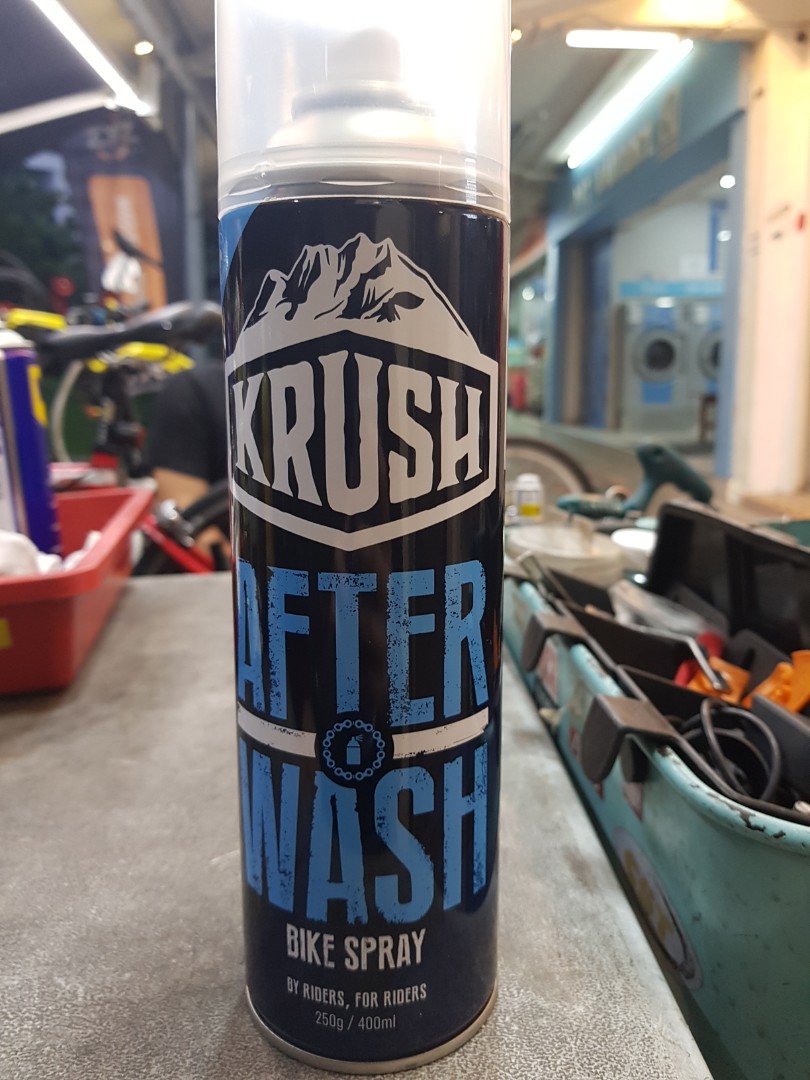 KRUSH
AFTER
WASH
BIKE SPRAY
BY RIDERS, FOR RIDERS
250g / 400ml